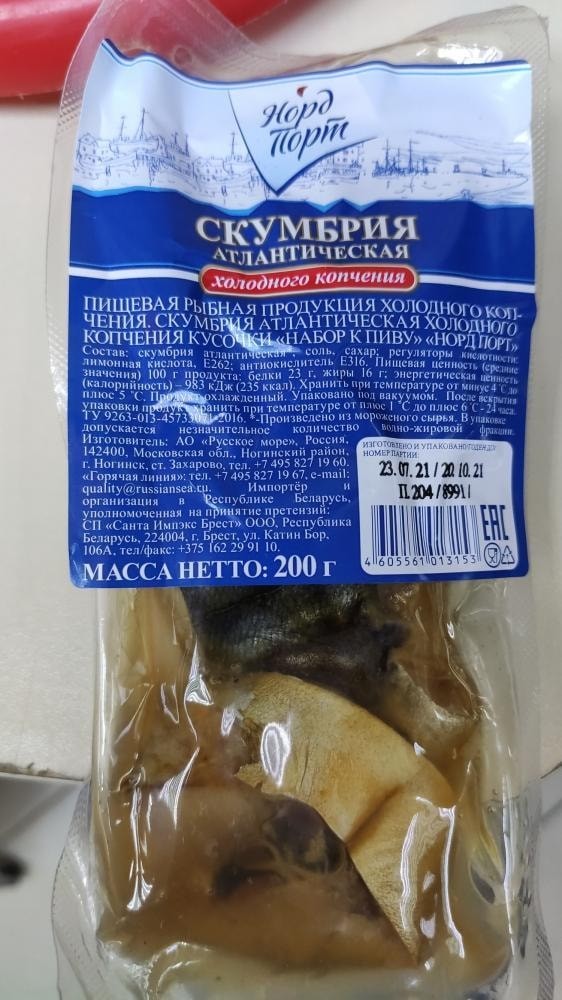 Норд
Порт
СКУМБРИЯ
АТЛАНТИЧЕСКАЯ
холодного копчения
ПИЩЕВАЯ РЫБНАЯ ПРОДУКЦИЯ ХОЛОДНОГО КОП-
ЧЕНИЯ. СКУМБРИЯ АТЛАНТИЧЕСКАЯ ХОЛОДНОГО
КОПЧЕНИЯ КУСОЧКИ «НАБОР К ПИВУ» «НОРД ПОРТ»
Состав: скумбрия атлантическая*, соль, сахар; регуляторы кислотности:
лимонная кислота, Е262; антиокислитель Е316. Пищевая ценность (средние
значения) 100 г продукта: белки 23 г, жиры 16 г; энергетическая ценность
(калорийность) – 983 кДж (235 ккал). Хранить при температуре от минус 4 °С до
плюс 5 °С. Продукт охлажденный. Упаковано под вакуумом. После вскрытия
упаковки продукт хранить при температуре от плюс 1 °С до плюс 6 °С - 24 часа.
ТУ 9263-013-45733071-2016. *-Произведено из мороженого сырья. В упаковке
допускается незначительное количество водно-жировой фракции.
Изготовитель: АО «Русское море», Россия,
142400, Московская обл., Ногинский район,
г. Ногинск, ст. Захарово, тел. +7 495 827 19 60.
«Горячая линия»: тел. +7 495 827 19 67, e-mail:
quality@russiansea.ru. Импортёр и
организация в Республике Беларусь,
уполномоченная на принятие претензий:
СП «Санта Импэкс Брест» ООО, Республика
Беларусь, 224004, г. Брест, ул. Катин Бор,
106А, тел/факс: +375 162 29 91 10.
МАССА НЕТТО: 200 г
ИЗГОТОВЛЕНО И УПАКОВАНО/ГОДЕН ДО/
НОМЕР ПАРТИИ:
23.07.21/20.10.21
П.204/8991/
4 605561 013153
ЕАС